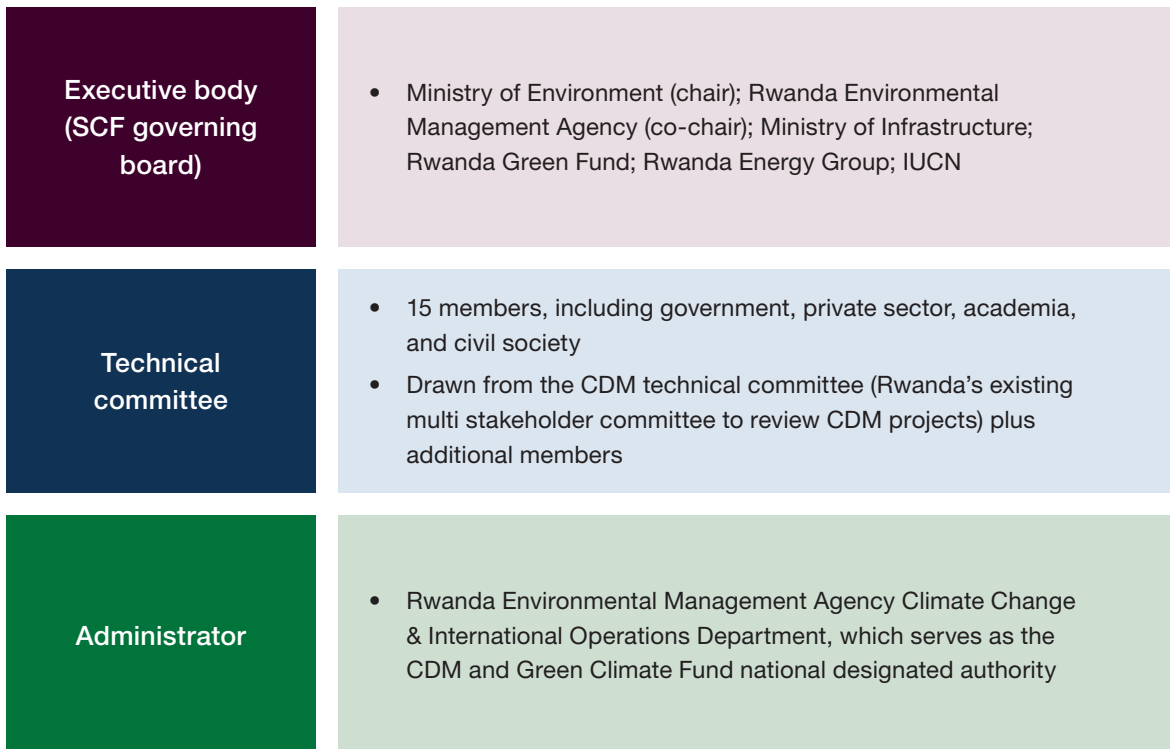 Executive body
(SCF governing
board)
• Ministry of Environment (chair); Rwanda Environmental
Management Agency (co-chair); Ministry of Infrastructure;
Rwanda Green Fund; Rwanda Energy Group; IUCN
Technical
committee
• 15 members, including government, private sector, academia,
and civil society
• Drawn from the CDM technical committee (Rwanda’s existing
multi stakeholder committee to review CDM projects) plus
additional members
Administrator
• Rwanda Environmental Management Agency Climate Change
& International Operations Department, which serves as the
CDM and Green Climate Fund national designated authority